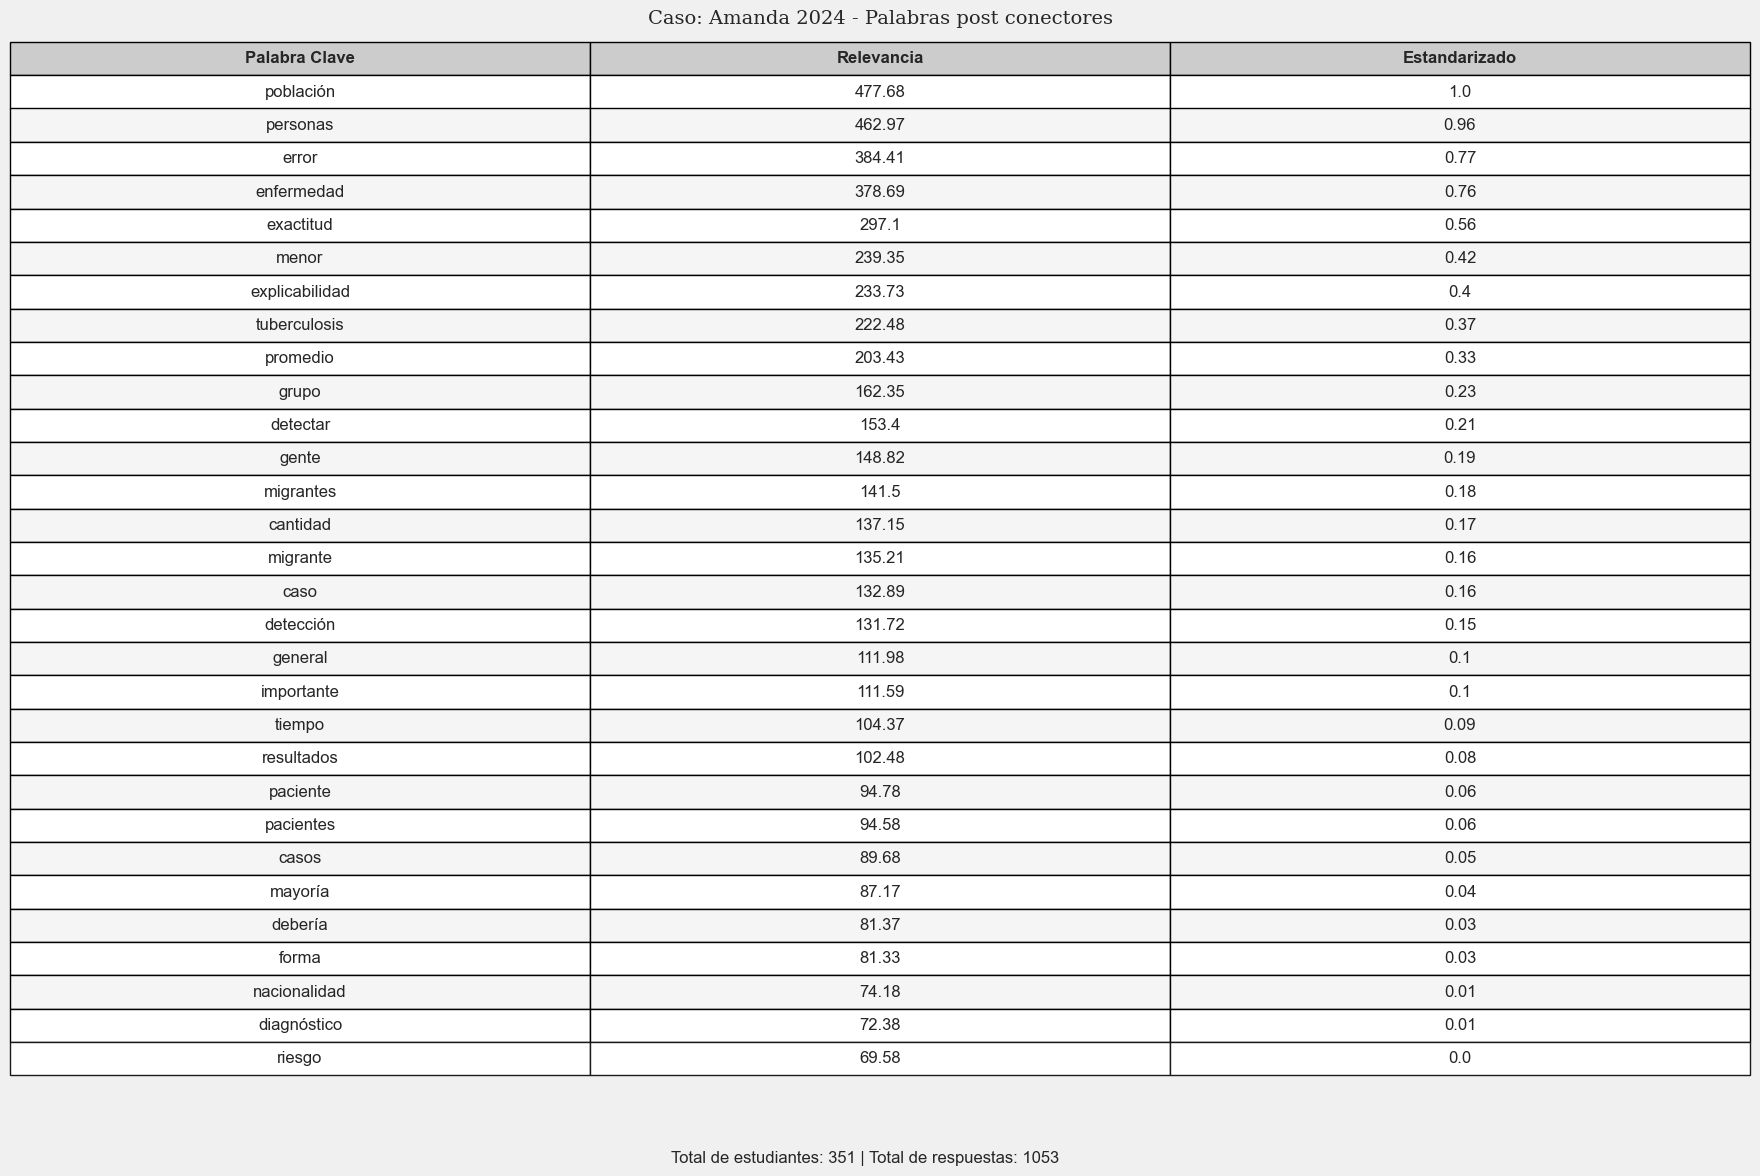 Caso: Amanda 2024 - Palabras post conectores
Palabra Clave Relevancia Estandarizado
población 477.68 1.0
personas 462.97 0.96
error 384.41 0.77
enfermedad 378.69 0.76
exactitud 297.1 0.56
menor 239.35 0.42
explicabilidad 233.73 0.4
tuberculosis 222.48 0.37
promedio 203.43 0.33
grupo 162.35 0.23
detectar 153.4 0.21
gente 148.82 0.19
migrantes 141.5 0.18
cantidad 137.15 0.17
migrante 135.21 0.16
caso 132.89 0.16
detección 131.72 0.15
general 111.98 0.1
importante 111.59 0.1
tiempo 104.37 0.09
resultados 102.48 0.08
paciente 94.78 0.06
pacientes 94.58 0.06
casos 89.68 0.05
mayoría 87.17 0.04
debería 81.37 0.03
forma 81.33 0.03
nacionalidad 74.18 0.01
diagnóstico 72.38 0.01
riesgo 69.58 0.0
Total de estudiantes: 351 | Total de respuestas: 1053